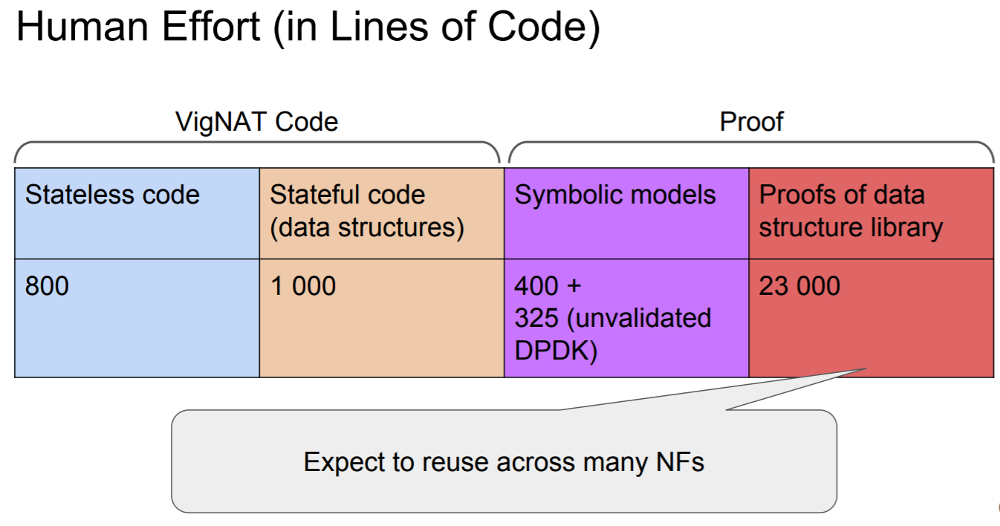 Human Effort (in Lines of Code)
VigNAT Code
Proof
Stateless code
Stateful code
(data structures)
Symbolic models
Proofs of data
structure library
800
1 000
400 +
325 (unvalidated
DPDK)
23 000
Expect to reuse across many NFs